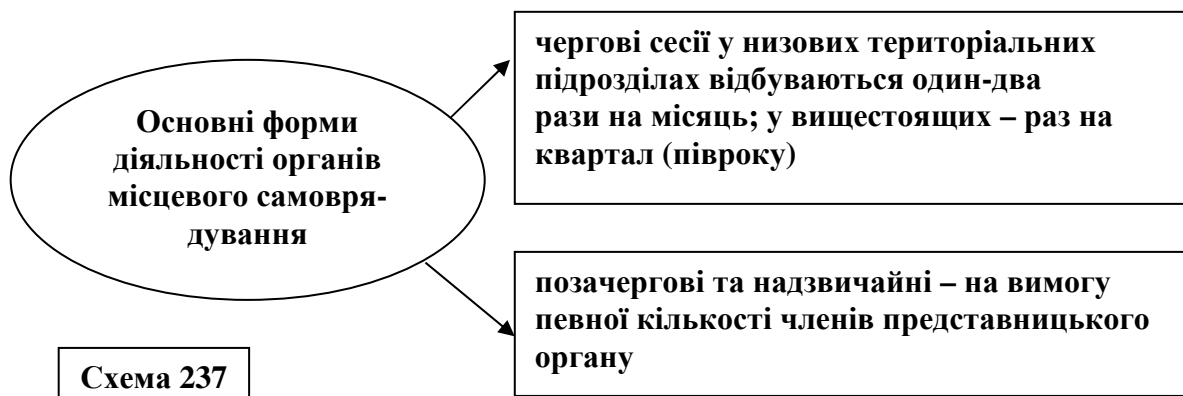 Основні форми
діяльності органів
місцевого самовря-
дування
чергові сесії у низових територіальних
підрозділах відбуваються один-два
рази на місяць; у вищестоящих – раз на
квартал (півроку)
позачергові та надзвичайні – на вимогу
певної кількості членів представницького
органу
Схема 237